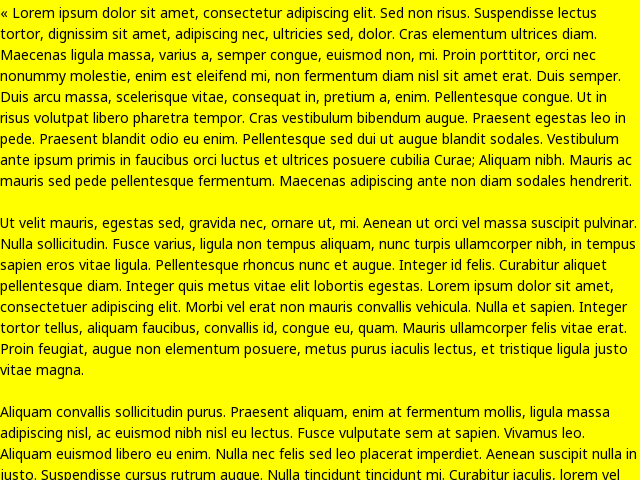 « Lorem ipsum dolor sit amet, consectetur adipiscing elit. Sed non risus. Suspendisse lectus
tortor, dignissim sit amet, adipiscing nec, ultricies sed, dolor. Cras elementum ultrices diam.
Maecenas ligula massa, varius a, semper congue, euismod non, mi. Proin porttitor, orci nec
nonummy molestie, enim est eleifend mi, non fermentum diam nisl sit amet erat. Duis semper.
Duis arcu massa, scelerisque vitae, consequat in, pretium a, enim. Pellentesque congue. Ut in
risus volutpat libero pharetra tempor. Cras vestibulum bibendum augue. Praesent egestas leo in
pede. Praesent blandit odio eu enim. Pellentesque sed dui ut augue blandit sodales. Vestibulum
ante ipsum primis in faucibus orci luctus et ultrices posuere cubilia Curae; Aliquam nibh. Mauris ac
mauris sed pede pellentesque fermentum. Maecenas adipiscing ante non diam sodales hendrerit.
Ut velit mauris, egestas sed, gravida nec, ornare ut, mi. Aenean ut orci vel massa suscipit pulvinar.
Nulla sollicitudin. Fusce varius, ligula non tempus aliquam, nunc turpis ullamcorper nibh, in tempus
sapien eros vitae ligula. Pellentesque rhoncus nunc et augue. Integer id felis. Curabitur aliquet
pellentesque diam. Integer quis metus vitae elit lobortis egestas. Lorem ipsum dolor sit amet,
consectetuer adipiscing elit. Morbi vel erat non mauris convallis vehicula. Nulla et sapien. Integer
tortor tellus, aliquam faucibus, convallis id, congue eu, quam. Mauris ullamcorper felis vitae erat.
Proin feugiat, augue non elementum posuere, metus purus iaculis lectus, et tristique ligula justo
vitae magna.
Aliquam convallis sollicitudin purus. Praesent aliquam, enim at fermentum mollis, ligula massa
adipiscing nisl, ac euismod nibh nisl eu lectus. Fusce vulputate sem at sapien. Vivamus leo.
Aliquam euismod libero eu enim. Nulla nec felis sed leo placerat imperdiet. Aenean suscipit nulla in
justo. Suspendisse cursus rutrum augue. Nulla tincidunt tincidunt mi. Curabitur iaculis, lorem vel